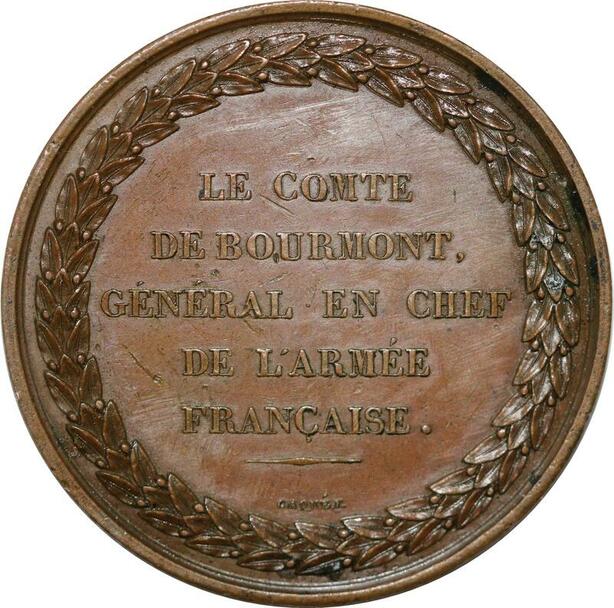 LE COMTE
DE BOURMONT,
GÉNÉRAL EN CHEF
DE L'ARMÉE
FRANÇAISE.